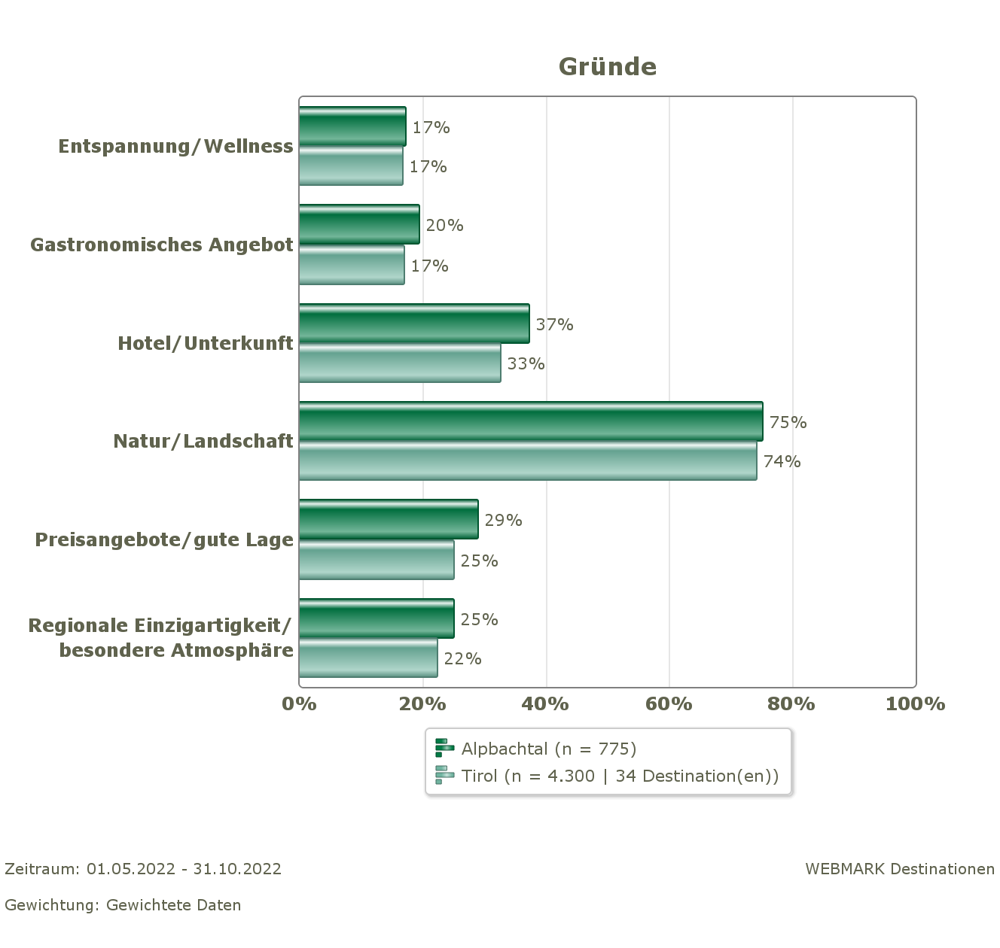 Gründe
Entspannung/Wellness
17%
17%
Gastronomisches Angebot
20%
17%
Hotel/Unterkunft
37%
33%
Natur/Landschaft
75%
74%
Preisangebote/gute Lage
29%
25%
Regionale Einzigartigkeit/
besondere Atmosphäre
25%
22%
0% 20% 40% 60% 80% 100%
Alpbachtal (n = 775)
Tirol (n = 4.300 | 34 Destination(en))
Zeitraum: 01.05.2022 - 31.10.2022
WEBMARK Destinationen
Gewichtung: Gewichtete Daten